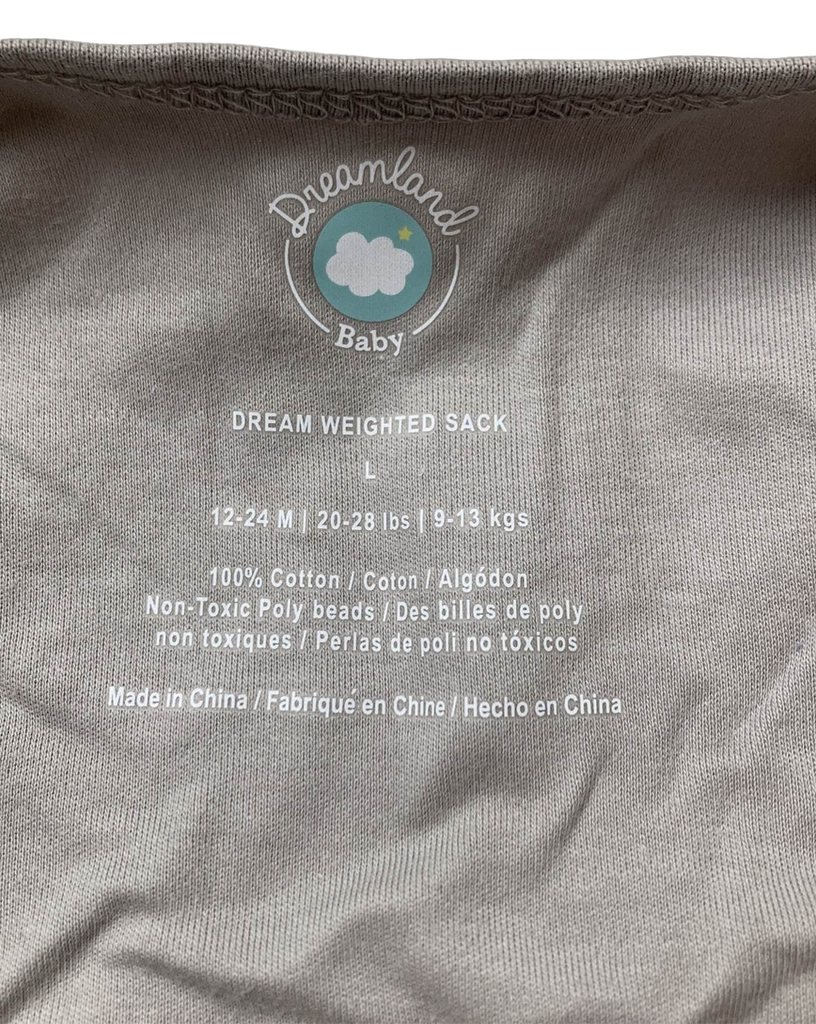 Dreamland
Baby
DREAM WEIGHTED SACK
L
12-24 M | 20-28 lbs | 9-13 kgs
100% Cotton / Coton / Algódon
Non-Toxic Poly beads / Des billes de poly
non toxiques / Perlas de poli no tóxicos
Made in China / Fabriqué en Chine / Hecho en China